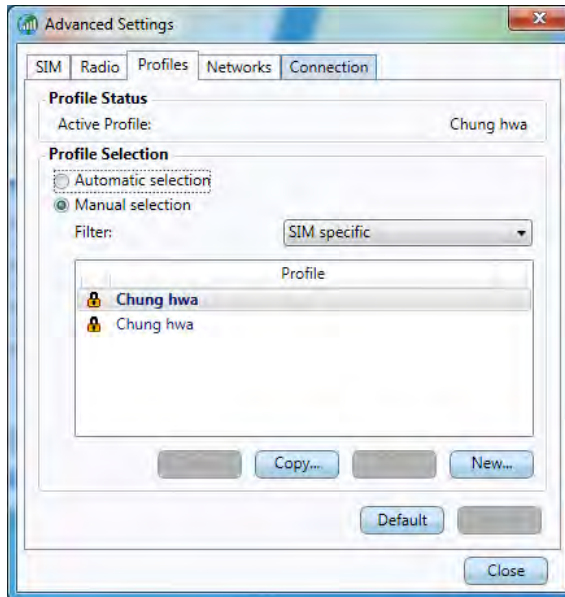 Advanced Settings
SIM Radio Profiles Networks Connection
Profile Status
Active Profile: Chung hwa
Profile Selection
Automatic selection
Manual selection
Filter: SIM specific
Profile
Chung hwa
Chung hwa
Copy... New...
Default
Close